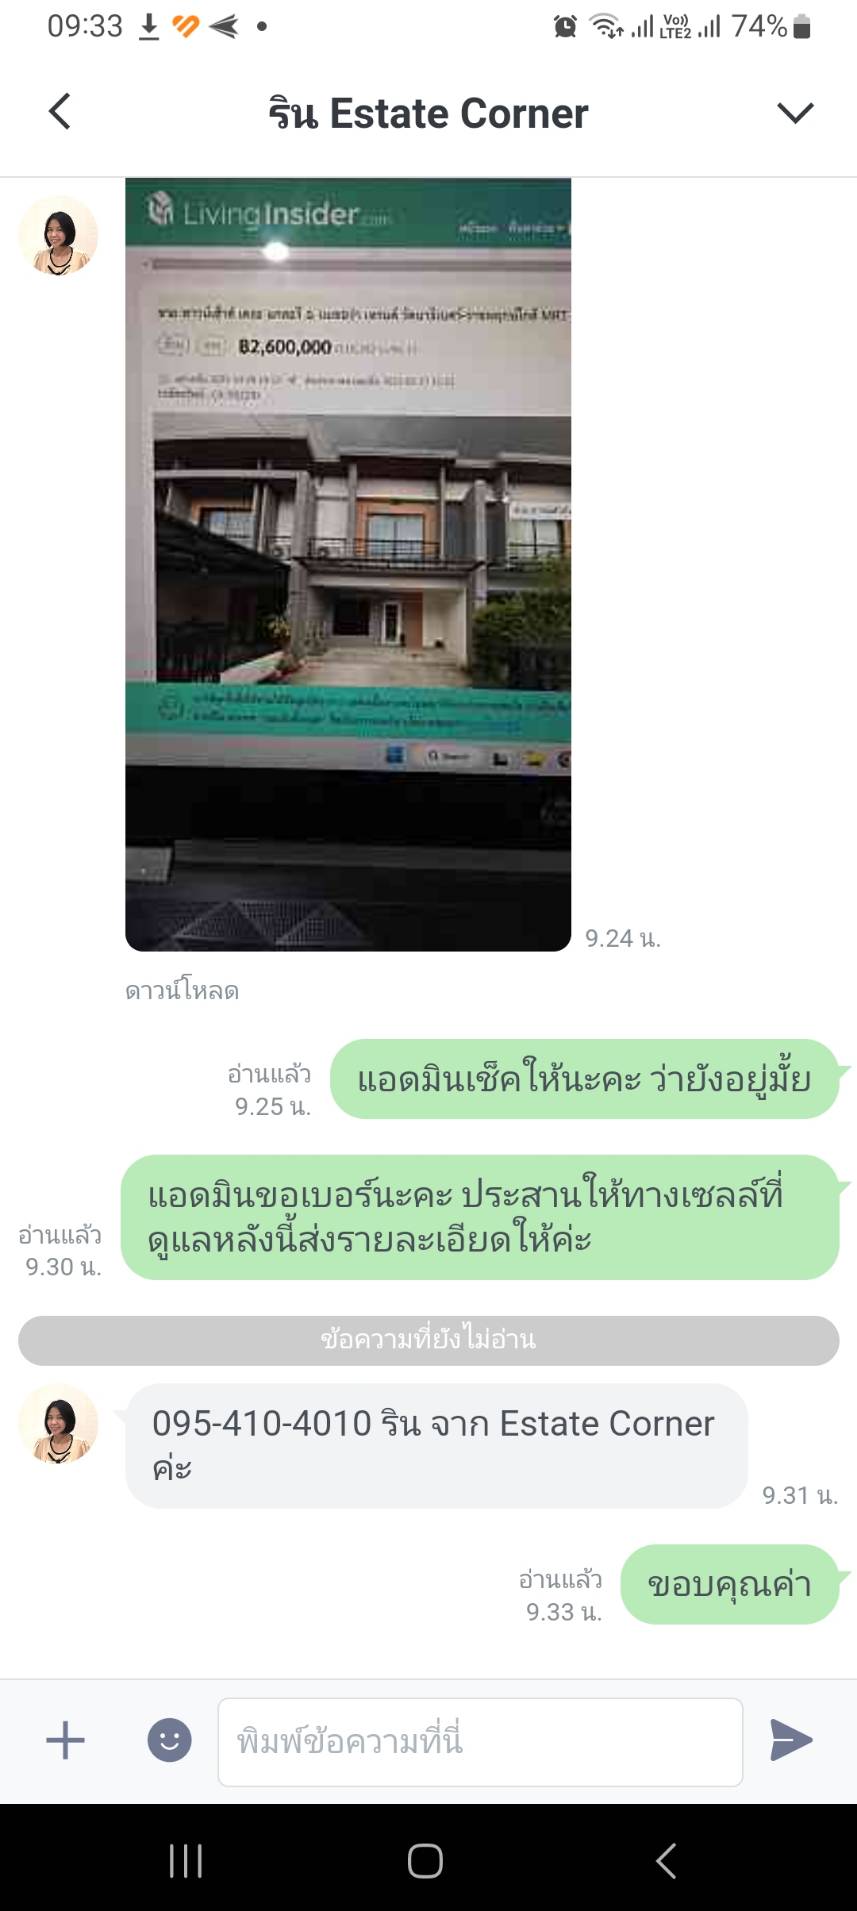 09:33
Vo))
LTE2
74%
ริน Estate Corner
LivingInsider.com
฿2,600,000
9.24 น.
ดาวน์โหลด
แอดมินเช็คให้นะคะ ว่ายังอยู่มั้ย
อ่านแล้ว
9.25 น.
แอดมินขอเบอร์นะคะ ประสานให้ทางเซลล์ที่
ดูแลหลังนี้ส่งรายละเอียดให้ค่ะ
อ่านแล้ว
9.30 น.
ข้อความที่ยังไม่อ่าน
095-410-4010 ริน จาก Estate Corner
ค่ะ
9.31 น.
ขอบคุณค่า
อ่านแล้ว
9.33 น.
พิมพ์ข้อความที่นี่